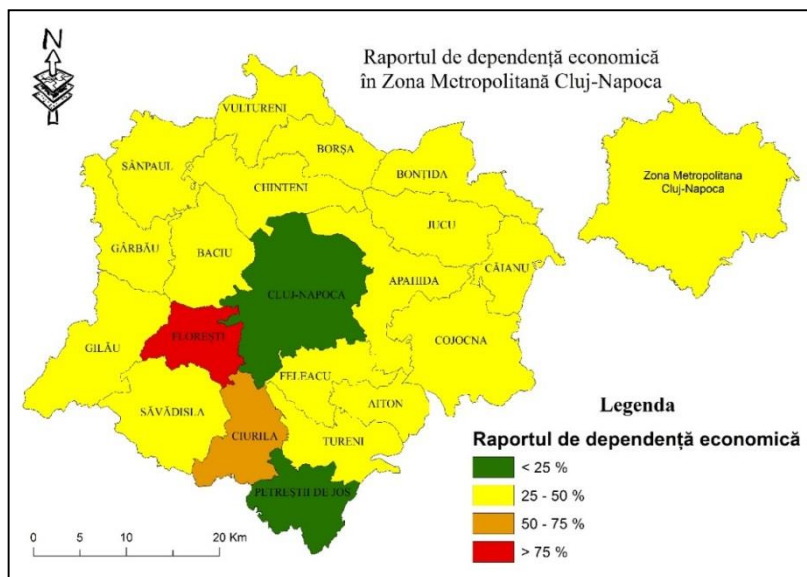 N
Raportul de dependență economică
în Zona Metropolitană Cluj-Napoca
VULTURENI
SÂNPAUL
BORȘA
BONȚIDA
CHINTENI
Zona Metropolitana
Cluj-Napoca
JUCU
GÂRBĂU
BACIU
CĂIANU
APAHIDA
CLUJ-NAPOCA
COJOCNA
FLOREȘTI
GILĂU
FELEACU
AITON
SĂVĂDISLA
CIURILA
TURENI
PETREȘTII DE JOS
Legenda
Raportul de dependență economică
< 25 %
25 - 50 %
50 - 75 %
> 75 %
0 5 10 20 Km